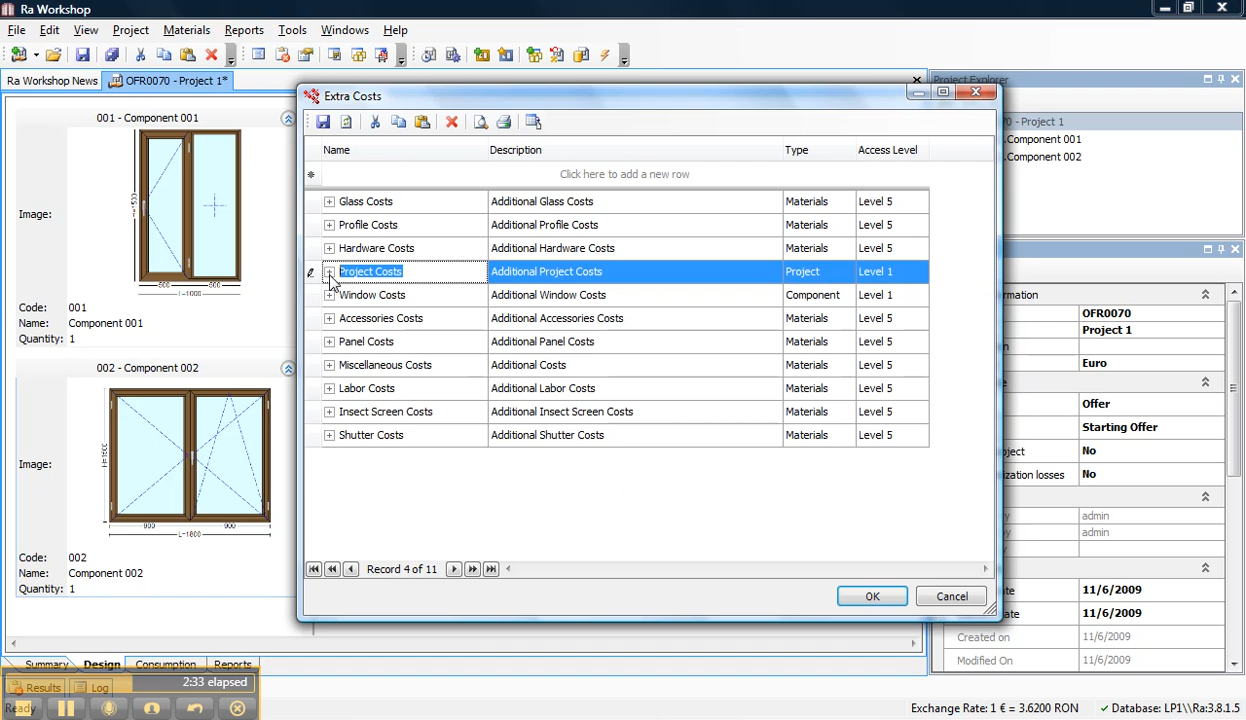 Ra Workshop
File Edit View Project Materials Reports Tools Windows Help
Ra Workshop News OFR0070 - Project 1*
001 - Component 001
Image:
H=1500
500 500
L=1000
Code: 001
Name: Component 001
Quantity: 1
002 - Component 002
Image:
H=1600
900 900
L=1800
Code: 002
Name: Component 002
Quantity: 1
Summary Design Consumption Reports
Results Log
2:33 elapsed
Ready
Extra Costs
Name Description Type Access Level
Click here to add a new row
Glass Costs Additional Glass Costs Materials Level 5
Profile Costs Additional Profile Costs Materials Level 5
Hardware Costs Additional Hardware Costs Materials Level 5
Project Costs Additional Project Costs Project Level 1
Window Costs Additional Window Costs Component Level 1
Accessories Costs Additional Accessories Costs Materials Level 5
Panel Costs Additional Panel Costs Materials Level 5
Miscellaneous Costs Additional Costs Materials Level 5
Labor Costs Additional Labor Costs Materials Level 5
Insect Screen Costs Additional Insect Screen Costs Materials Level 5
Shutter Costs Additional Shutter Costs Materials Level 5
Record 4 of 11
OK Cancel
Project Explorer
70 - Project 1
.Component 001
.Component 002
OFR0070
Project 1
Euro
Offer
Starting Offer
No
No
admin
admin
11/6/2009
11/6/2009
Created on 11/6/2009
Modified On 11/6/2009
Exchange Rate: 1 € = 3.6200 RON Database: LP1\\Ra:3.8.1.5